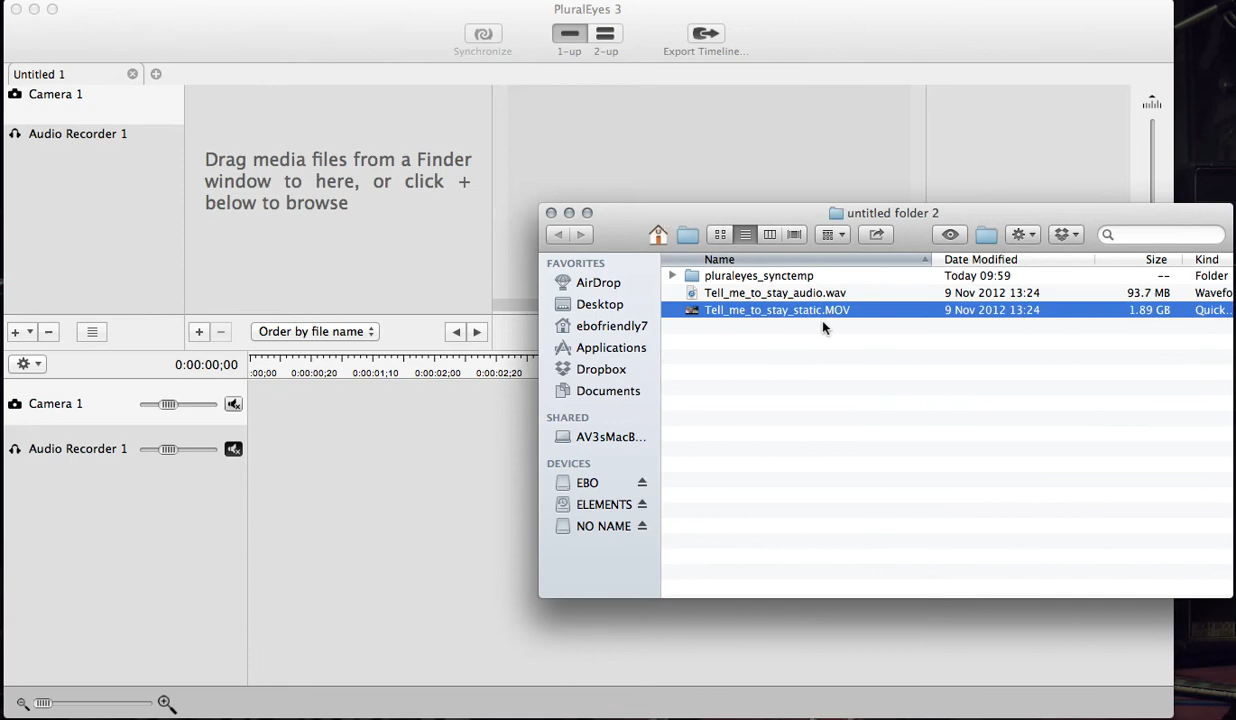 PluralEyes 3
Synchronize
1-up
2-up
Export Timeline...
Untitled 1
Camera 1
Audio Recorder 1
Drag media files from a Finder
window to here, or click +
below to browse
untitled folder 2
FAVORITES
AirDrop
Desktop
ebofriendly7
Applications
Dropbox
Documents
SHARED
AV3sMacB...
DEVICES
EBO
ELEMENTS
NO NAME
Name
Date Modified
Size
Kind
pluraleyes_synctemp
Today 09:59
--
Folder
Tell_me_to_stay_audio.wav
9 Nov 2012 13:24
93.7 MB
Wavefo
Tell_me_to_stay_static.MOV
9 Nov 2012 13:24
1.89 GB
Quick...
Order by file name
0:00:00;00
:00;00
0:00:00;20
0:00:01;10
0:00:02;00
0:00:02;20
Camera 1
Audio Recorder 1